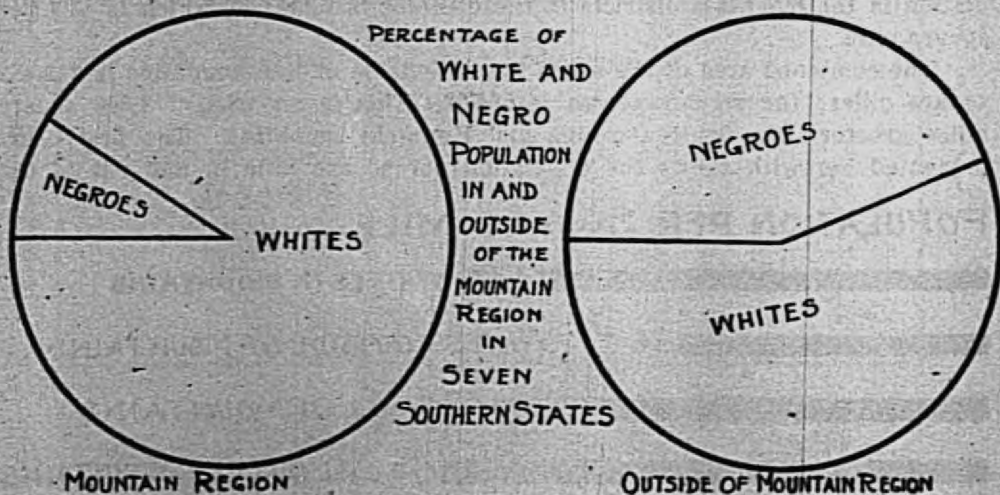 PERCENTAGE OF
WHITE AND
NEGRO
POPULATION
IN AND
OUTSIDE
OF THE
MOUNTAIN
REGION
IN
SEVEN
SOUTHERN STATES
NEGROES
WHITES
MOUNTAIN REGION
NEGROES
WHITES
OUTSIDE OF MOUNTAIN REGION